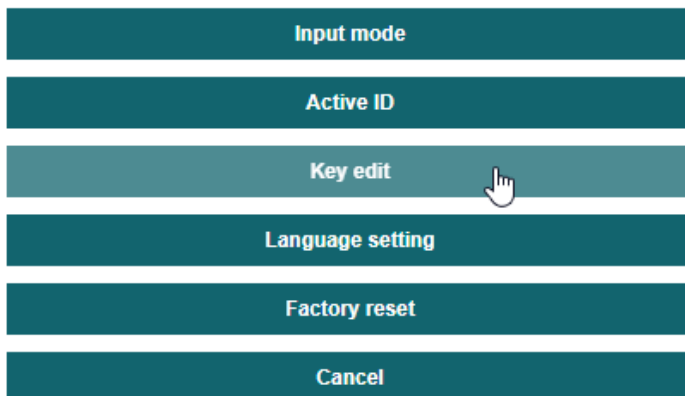 Input mode
Active ID
Key edit
Language setting
Factory reset
Cancel